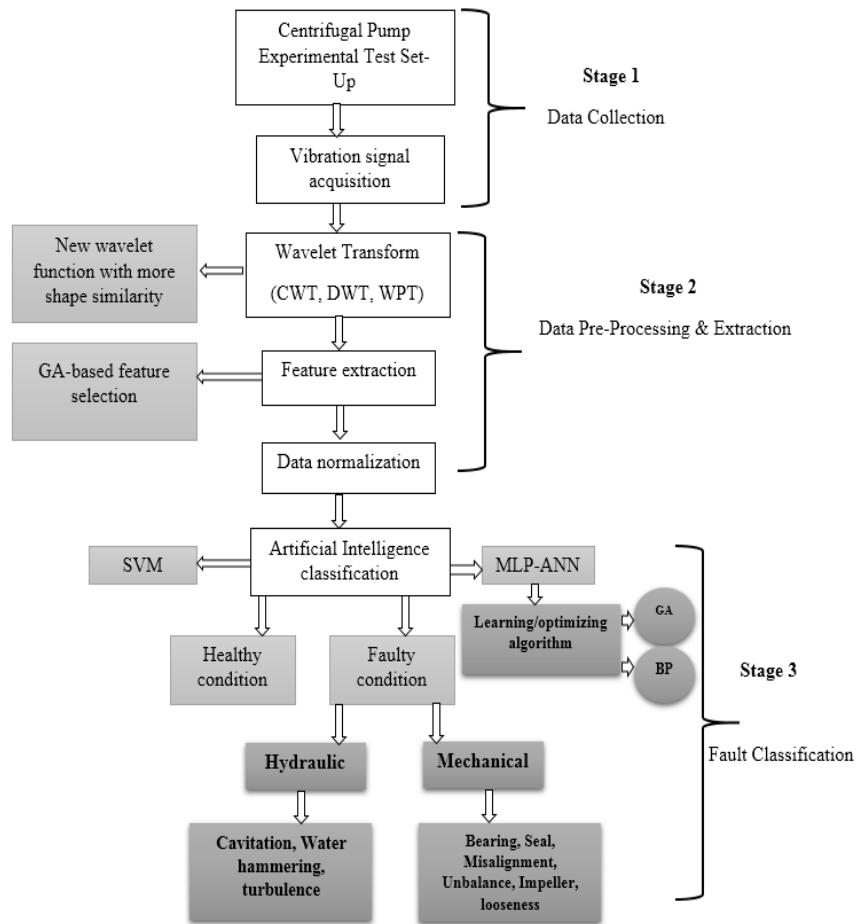 Centrifugal Pump
Experimental Test Set-
Up
Stage 1
Data Collection
Vibration signal
acquisition
New wavelet
function with more
shape similarity
Wavelet Transform
(CWT, DWT, WPT)
Stage 2
Data Pre-Processing & Extraction
GA-based feature
selection
Feature extraction
Data normalization
SVM
Artificial Intelligence
classification
MLP-ANN
Learning/optimizing
algorithm
GA
BP
Healthy
condition
Faulty
condition
Stage 3
Fault Classification
Hydraulic
Mechanical
Cavitation, Water
hammering,
turbulence
Bearing, Seal,
Misalignment,
Unbalance, Impeller,
looseness